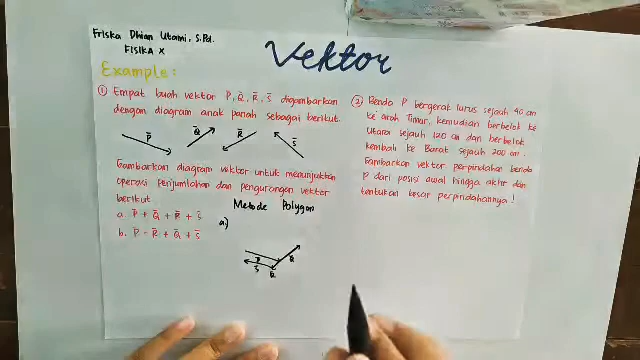 Friska Dhian Utami, S.Pd.
FISIKA X
Vektor
Example:
① Empat buah vektor P, Q, R, S digambarkan
dengan diagram anak panah sebagai berikut.
P
Q
R
S
Gambarkan diagram vektor untuk menunjukkan
operasi penjumlahan dan pengurangan vektor
berikut
a. P + Q + R + S
b. P - R + Q + S
Metode Polygon
a)
P
Q
S
R
② Benda P bergerak lurus sejauh 40 cm
ke arah Timur, kemudian berbelok ke
Utara sejauh 120 cm dan berbelok
kembali ke Barat sejauh 200 cm.
Gambarkan vektor perpindahan benda
P dari posisi awal hingga akhir dan
tentukan besar perpindahannya!